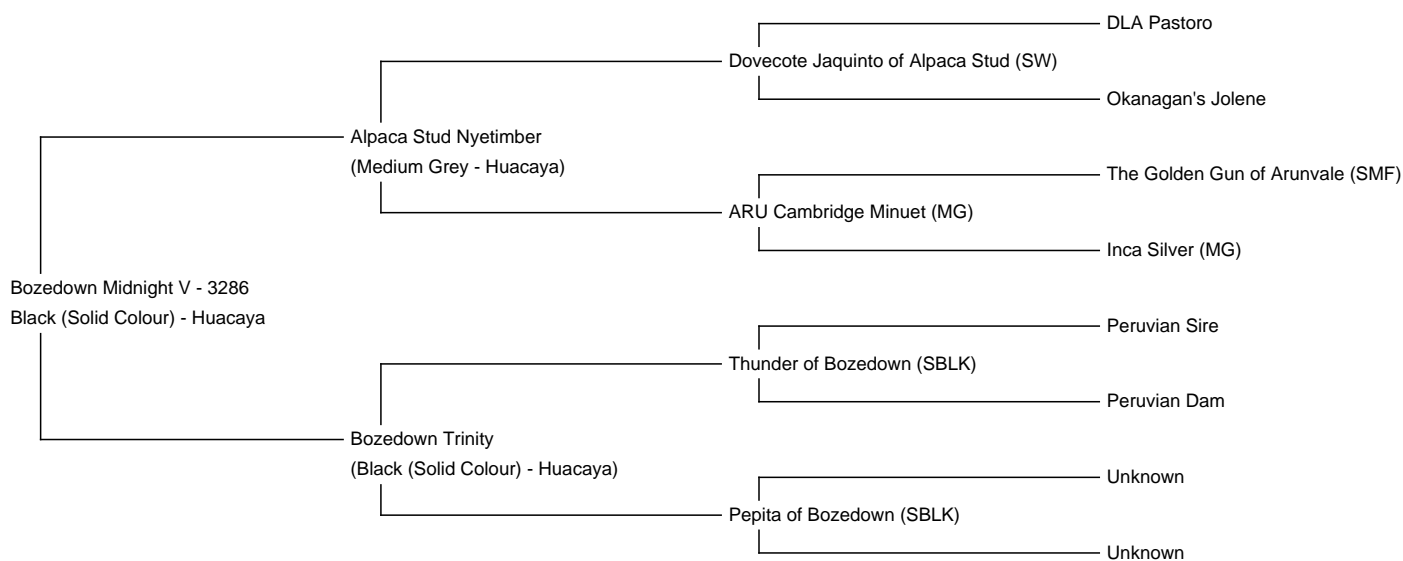 DLA Pastoro
Dovecote Jaquinto of Alpaca Stud (SW)
Okanagan's Jolene
Alpaca Stud Nyetimber
(Medium Grey - Huacaya)
The Golden Gun of Arunvale (SMF)
ARU Cambridge Minuet (MG)
Inca Silver (MG)
Bozedown Midnight V - 3286
Black (Solid Colour) - Huacaya
Peruvian Sire
Thunder of Bozedown (SBLK)
Peruvian Dam
Bozedown Trinity
(Black (Solid Colour) - Huacaya)
Unknown
Pepita of Bozedown (SBLK)
Unknown